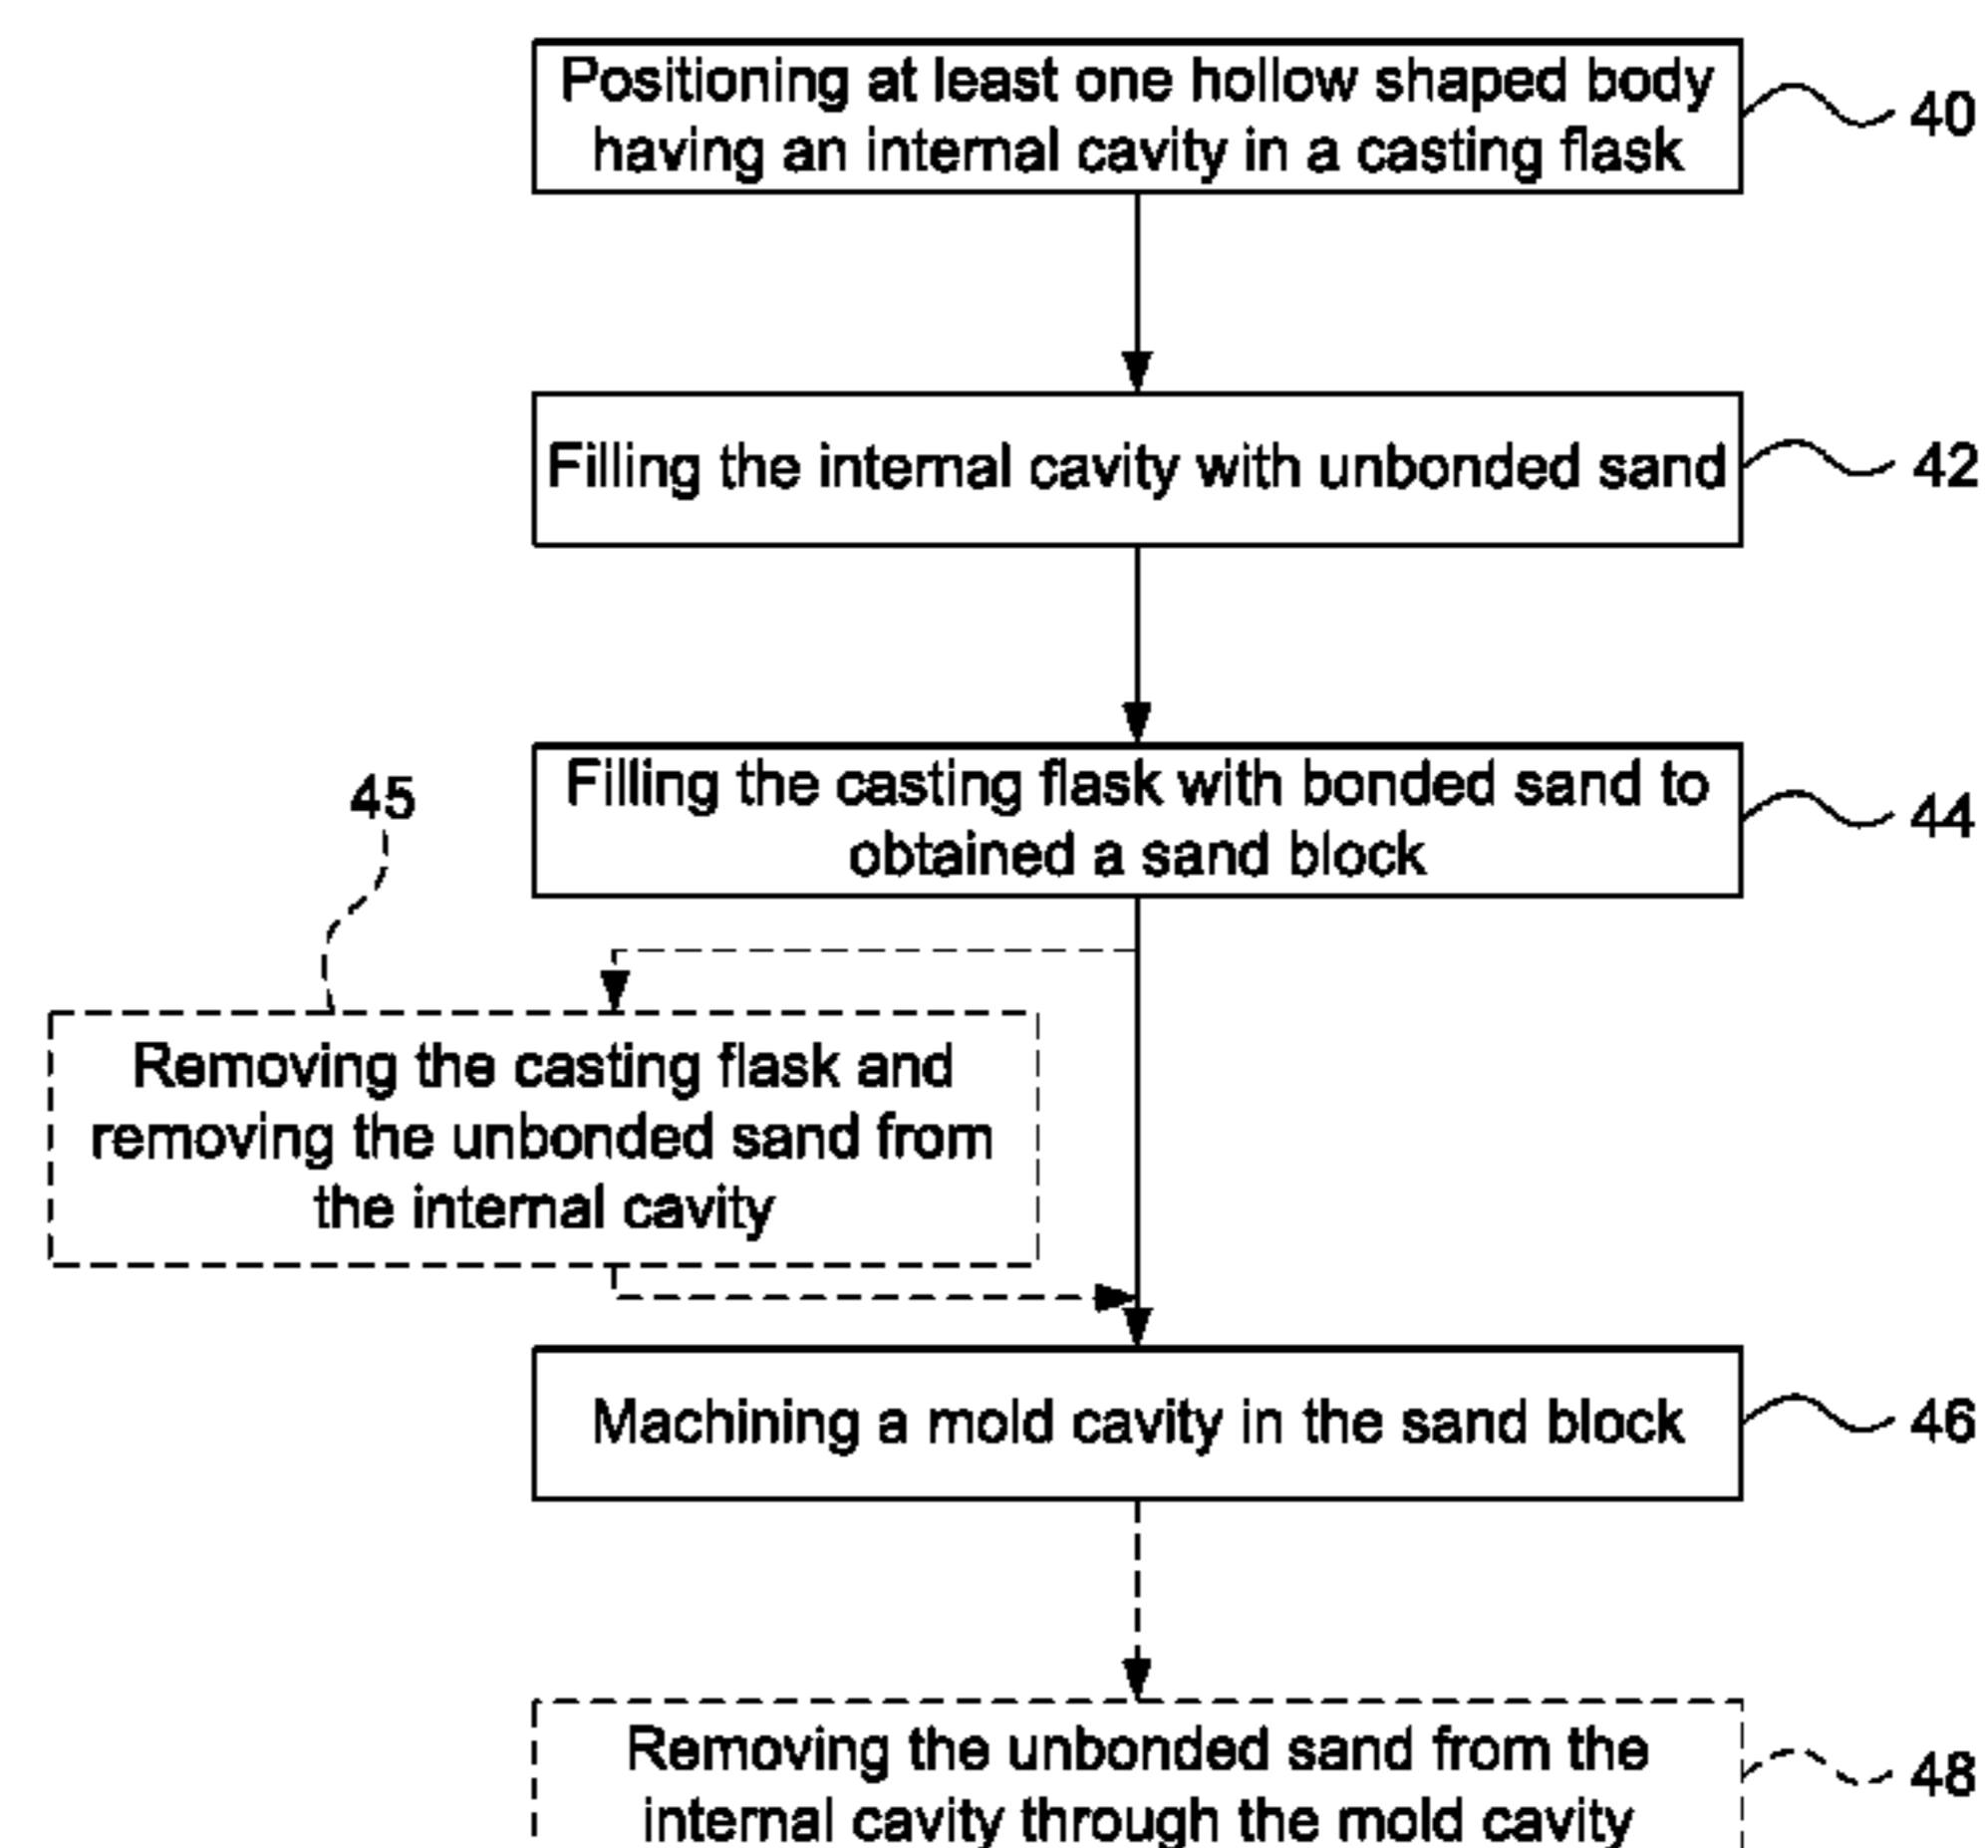 Positioning at least one hollow shaped body
having an internal cavity in a casting flask
40
Filling the internal cavity with unbonded sand
42
Filling the casting flask with bonded sand to
obtained a sand block
44
45
Removing the casting flask and
removing the unbonded sand from
the internal cavity
Machining a mold cavity in the sand block
46
Removing the unbonded sand from the
internal cavity through the mold cavity
48